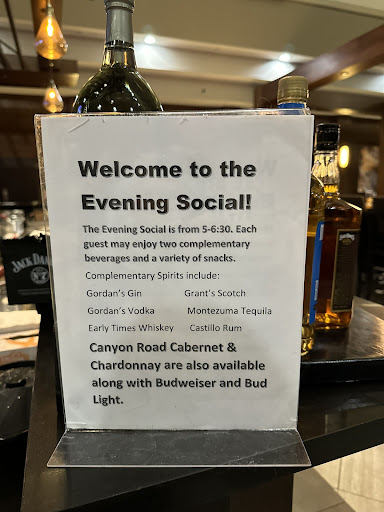 Welcome to the
Evening Social!
The Evening Social is from 5-6:30. Each
guest may enjoy two complementary
beverages and a variety of snacks.
Complementary Spirits include:
Gordan's Gin Grant's Scotch
Gordan's Vodka Montezuma Tequila
Early Times Whiskey Castillo Rum
Canyon Road Cabernet &
Chardonnay are also available
along with Budweiser and Bud
Light.
JACK DAN